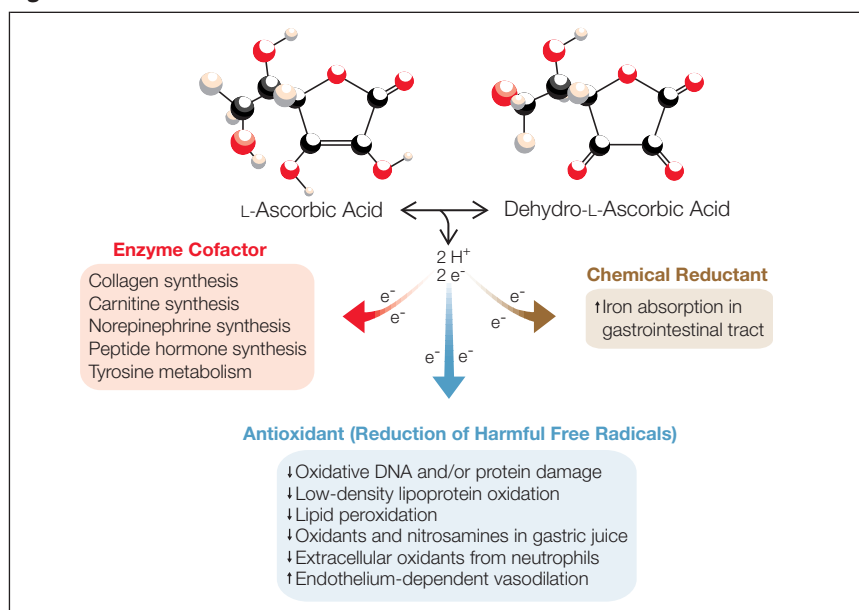 L-Ascorbic Acid
Dehydro-L-Ascorbic Acid
2 H+
2 e-
Enzyme Cofactor
Collagen synthesis
Carnitine synthesis
Norepinephrine synthesis
Peptide hormone synthesis
Tyrosine metabolism
e-
e-
e-
e-
e-
e-
Chemical Reductant
↑Iron absorption in
gastrointestinal tract
Antioxidant (Reduction of Harmful Free Radicals)
↓Oxidative DNA and/or protein damage
↓Low-density lipoprotein oxidation
↓Lipid peroxidation
↓Oxidants and nitrosamines in gastric juice
↓Extracellular oxidants from neutrophils
↑Endothelium-dependent vasodilation